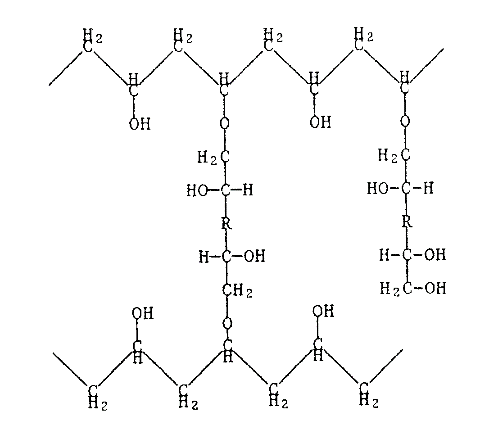 H₂ H₂ H₂ H₂
C C C C
H H H H
C C C C
OH O OH O
H₂C H₂C
HO-C-H HO-C-H
R R
H-C-OH H-C-OH
CH₂ H₂C-OH
OH O OH
C C C
H H H
C C C C
H₂ H₂ H₂ H₂